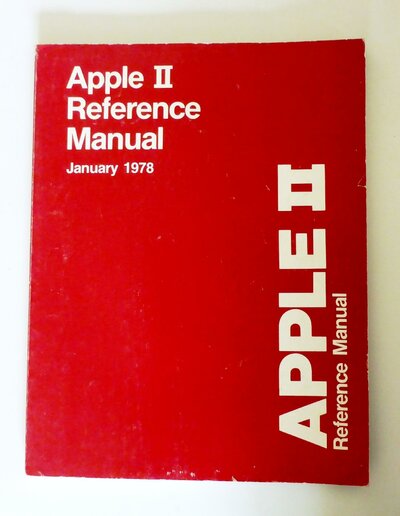 Apple II
Reference
Manual
January 1978
APPLE II
Reference Manual